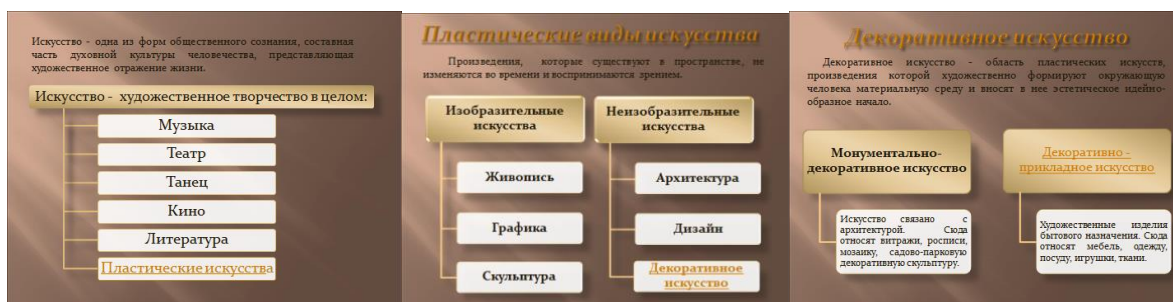 Искусство - одна из форм общественного сознания, составная
часть духовной культуры человечества, представляющая
художественное отражение жизни.
Искусство - художественное творчество в целом:
Музыка
Театр
Танец
Кино
Литература
Пластические искусства
Пластические виды искусства
Произведения, которые существуют в пространстве, не
изменяются во времени и воспринимаются зрением.
Изобразительные
искусства
Живопись
Графика
Скульптура
Неизобразительные
искусства
Архитектура
Дизайн
Декоративное
искусство
Декоративное искусство
Декоративное искусство - область пластических искусств,
произведения которой художественно формируют окружающую
человека материальную среду и вносят в нее эстетическое идейно-
образное начало.
Монументально-
декоративное искусство
Искусство связано с
архитектурой. Сюда
относят витражи, росписи,
мозаику, садово-парковую
декоративную скульптуру.
Декоративно -
прикладное искусство
Художественные изделия
бытового назначения. Сюда
относят мебель, одежду,
посуду, игрушки, ткани.